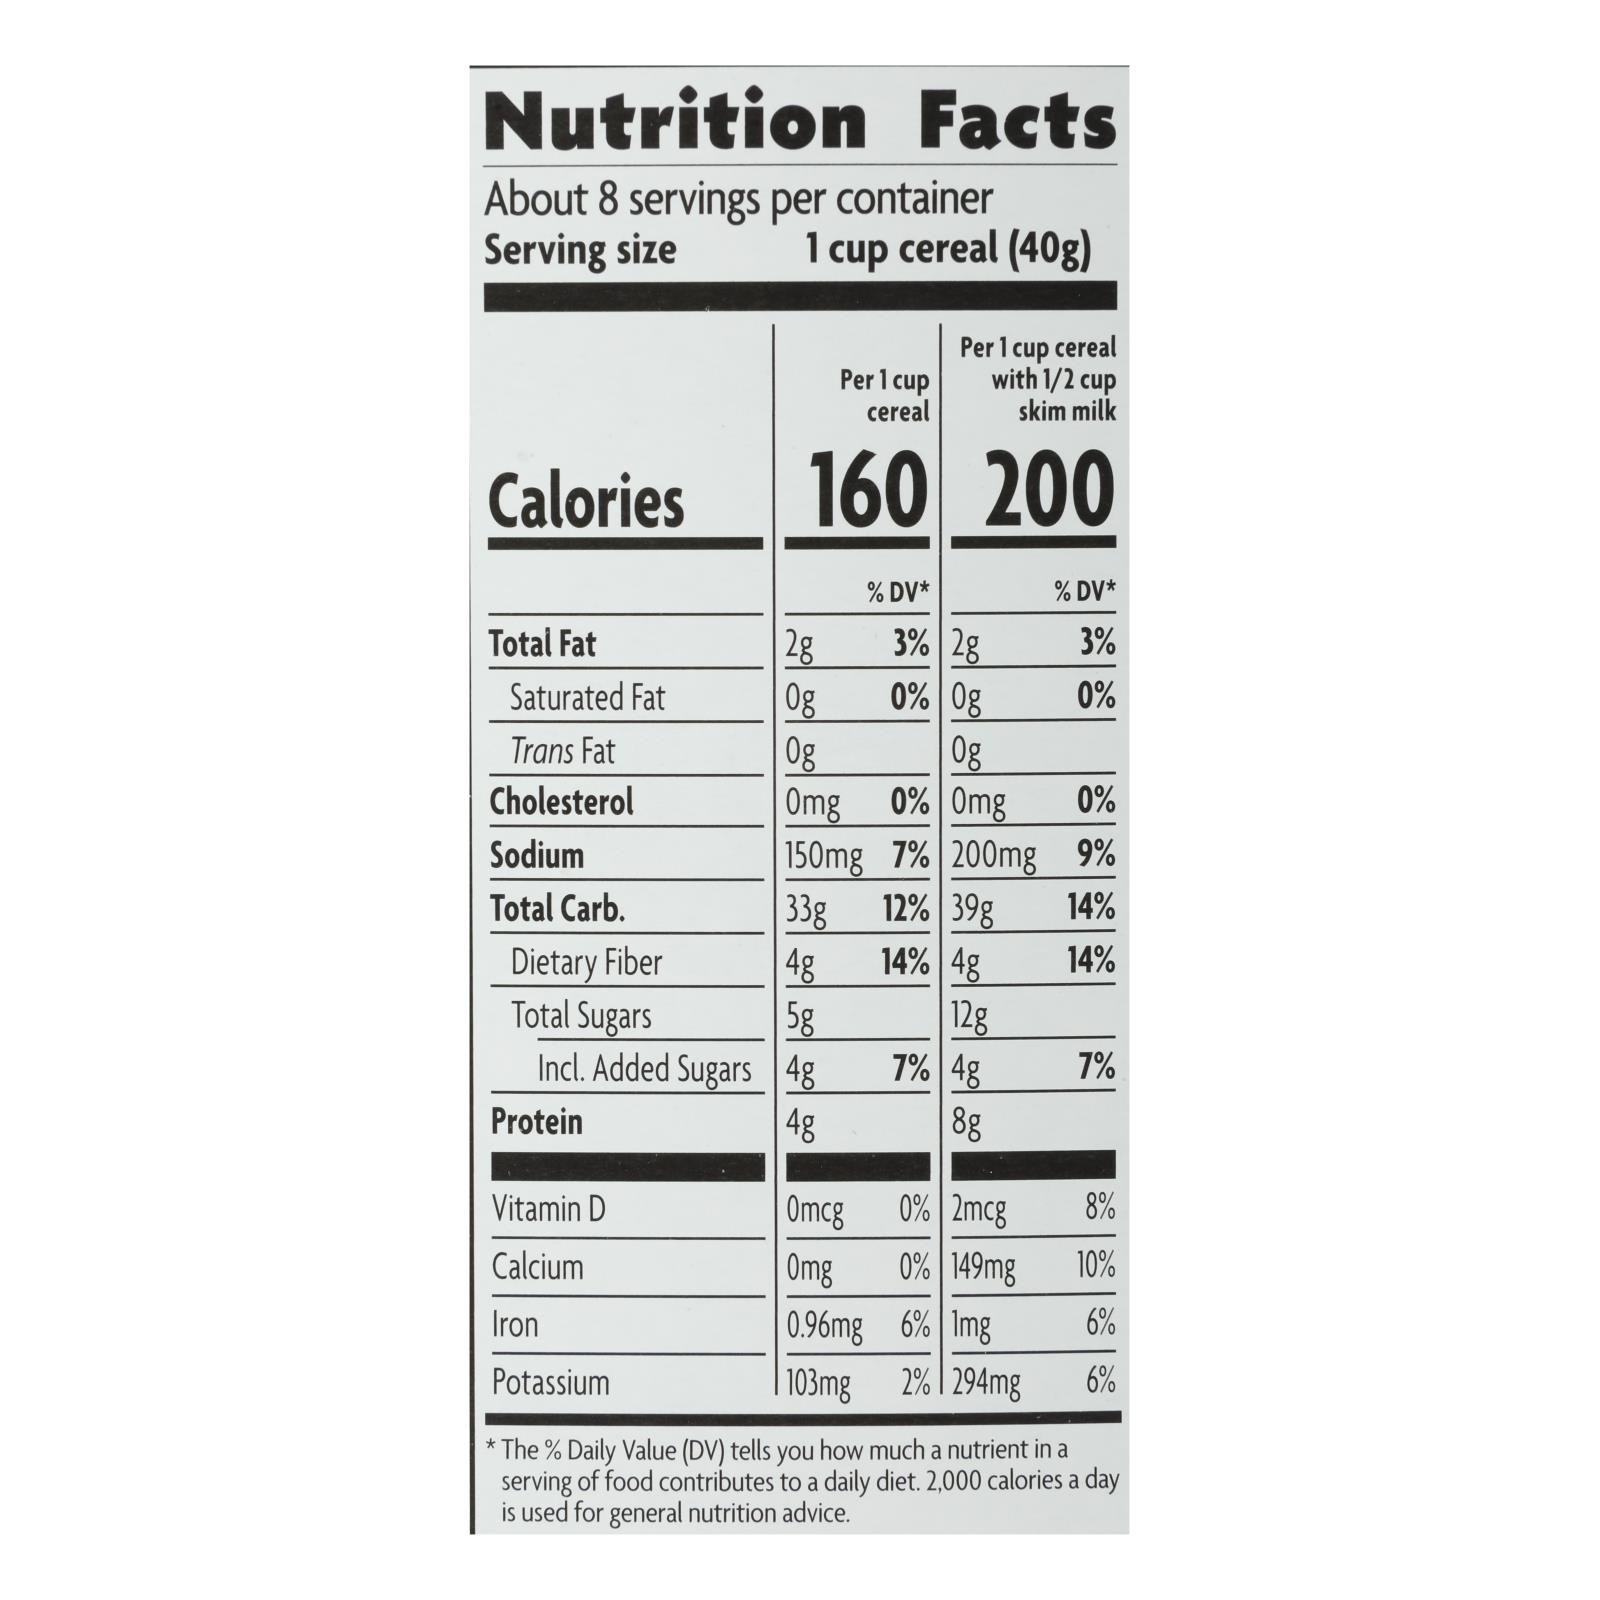 Nutrition Facts
About 8 servings per container
Serving size 1 cup cereal (40g)
Per 1 cup
cereal
Per 1 cup cereal
with 1/2 cup
skim milk
Calories 160 200
% DV* % DV*
Total Fat 2g 3% 2g 3%
Saturated Fat 0g 0% 0g 0%
Trans Fat 0g 0g
Cholesterol 0mg 0% 0mg 0%
Sodium 150mg 7% 200mg 9%
Total Carb. 33g 12% 39g 14%
Dietary Fiber 4g 14% 4g 14%
Total Sugars 5g 12g
Incl. Added Sugars 4g 7% 4g 7%
Protein 4g 8g
Vitamin D 0mcg 0% 2mcg 8%
Calcium 0mg 0% 149mg 10%
Iron 0.96mg 6% 1mg 6%
Potassium 103mg 2% 294mg 6%
* The % Daily Value (DV) tells you how much a nutrient in a
serving of food contributes to a daily diet. 2,000 calories a day
is used for general nutrition advice.